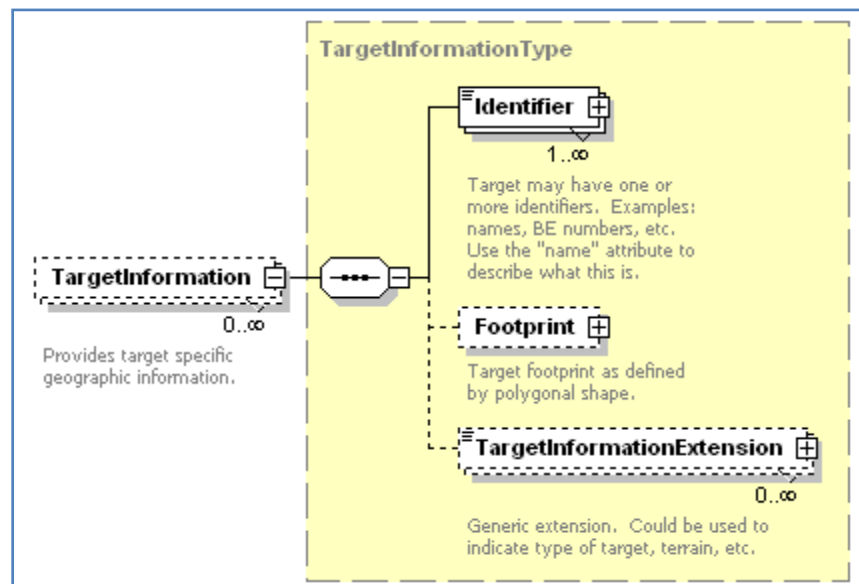 TargetInformationType
Identifier
1..∞
Target may have one or
more identifiers. Examples:
names, BE numbers, etc.
Use the "name" attribute to
describe what this is.
TargetInformation
0..∞
Provides target specific
geographic information.
Footprint
Target footprint as defined
by polygonal shape.
TargetInformationExtension
0..∞
Generic extension. Could be used to
indicate type of target, terrain, etc.